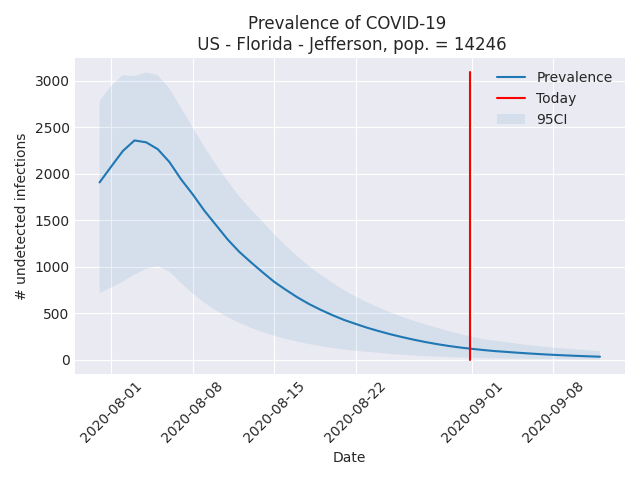 Prevalence of COVID-19
US - Florida - Jefferson, pop. = 14246
Prevalence
Today
95CI
# undetected infections
3000
2500
2000
1500
1000
500
0
2020-08-01
2020-08-08
2020-08-15
2020-08-22
2020-09-01
2020-09-08
Date